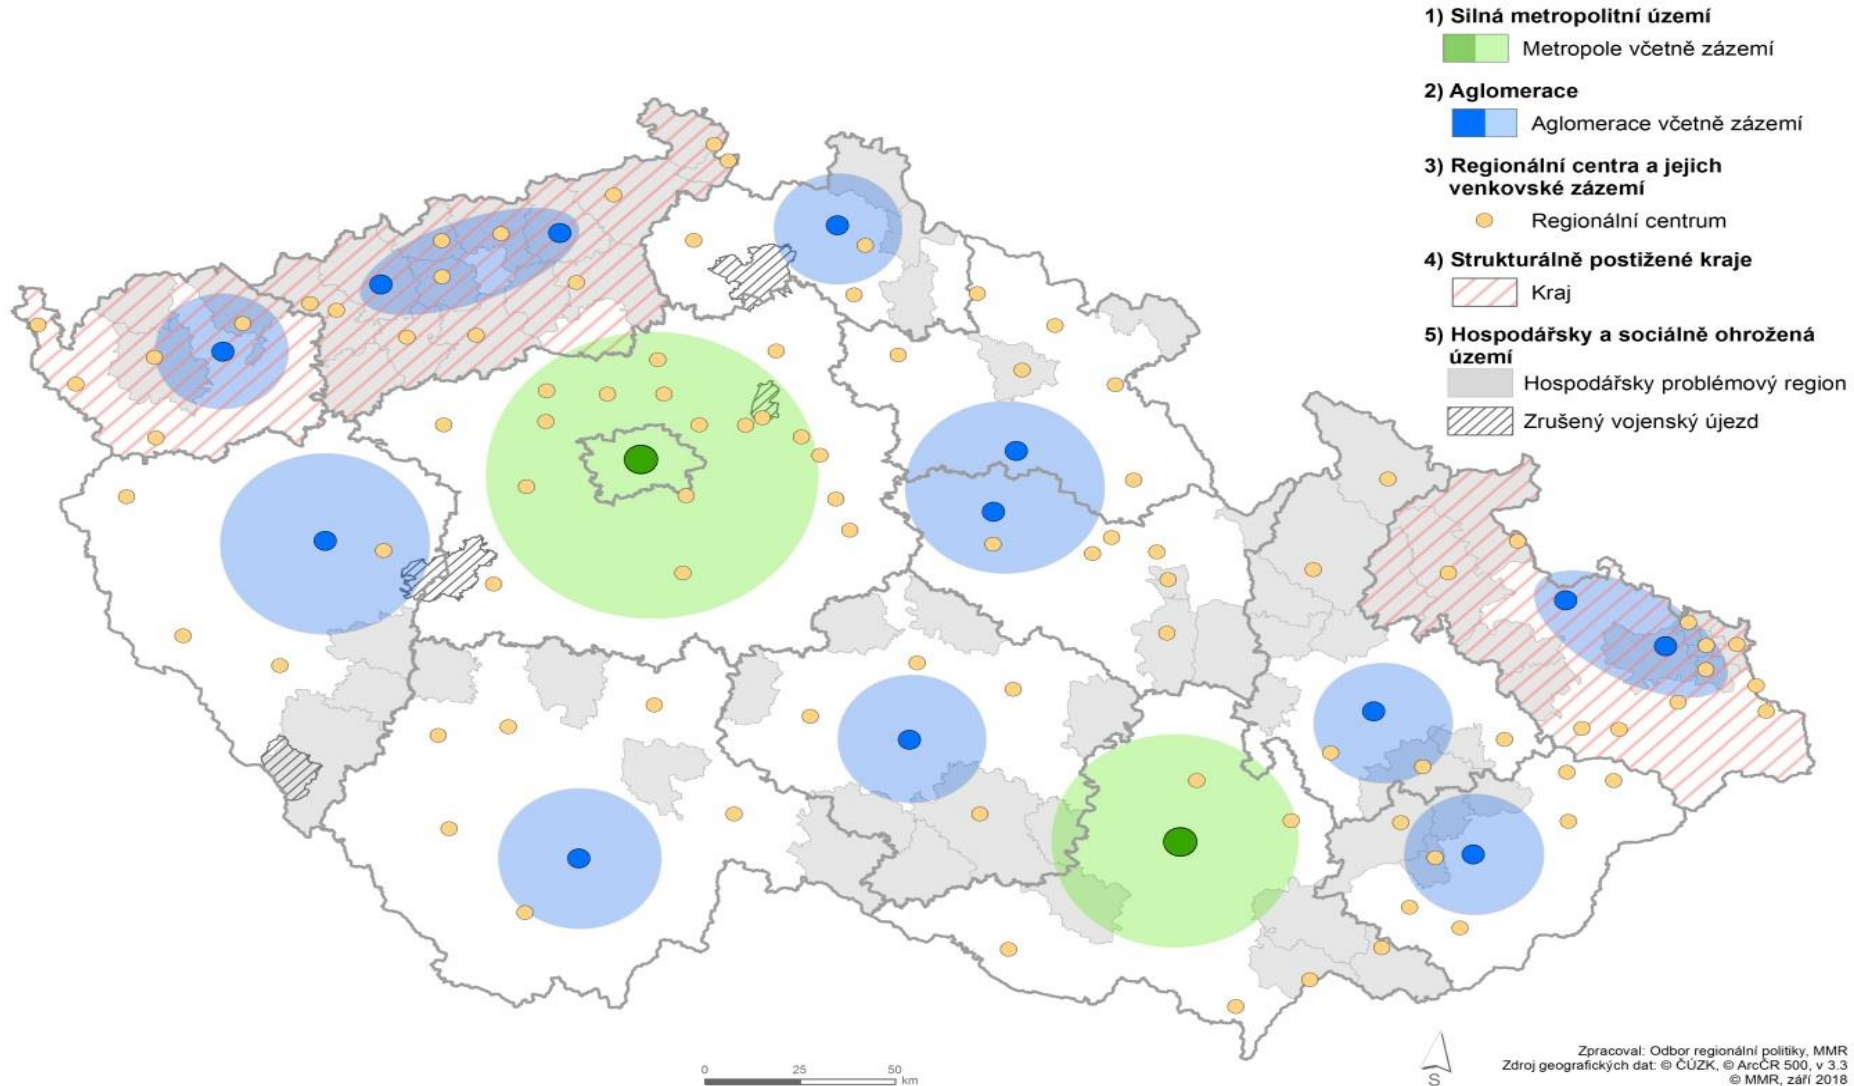 1) Silná metropolitní území
Metropole včetně zázemí
2) Aglomerace
Aglomerace včetně zázemí
3) Regionální centra a jejich
venkovské zázemí
Regionální centrum
4) Strukturálně postižené kraje
Kraj
5) Hospodářsky a sociálně ohrožená
území
Hospodářsky problémový region
Zrušený vojenský újezd
0 25 50
km
S
Zpracoval: Odbor regionální politiky, MMR
Zdroj geografických dat: © ČÚZK, © ArcČR 500, v 3.3
© MMR, září 2018